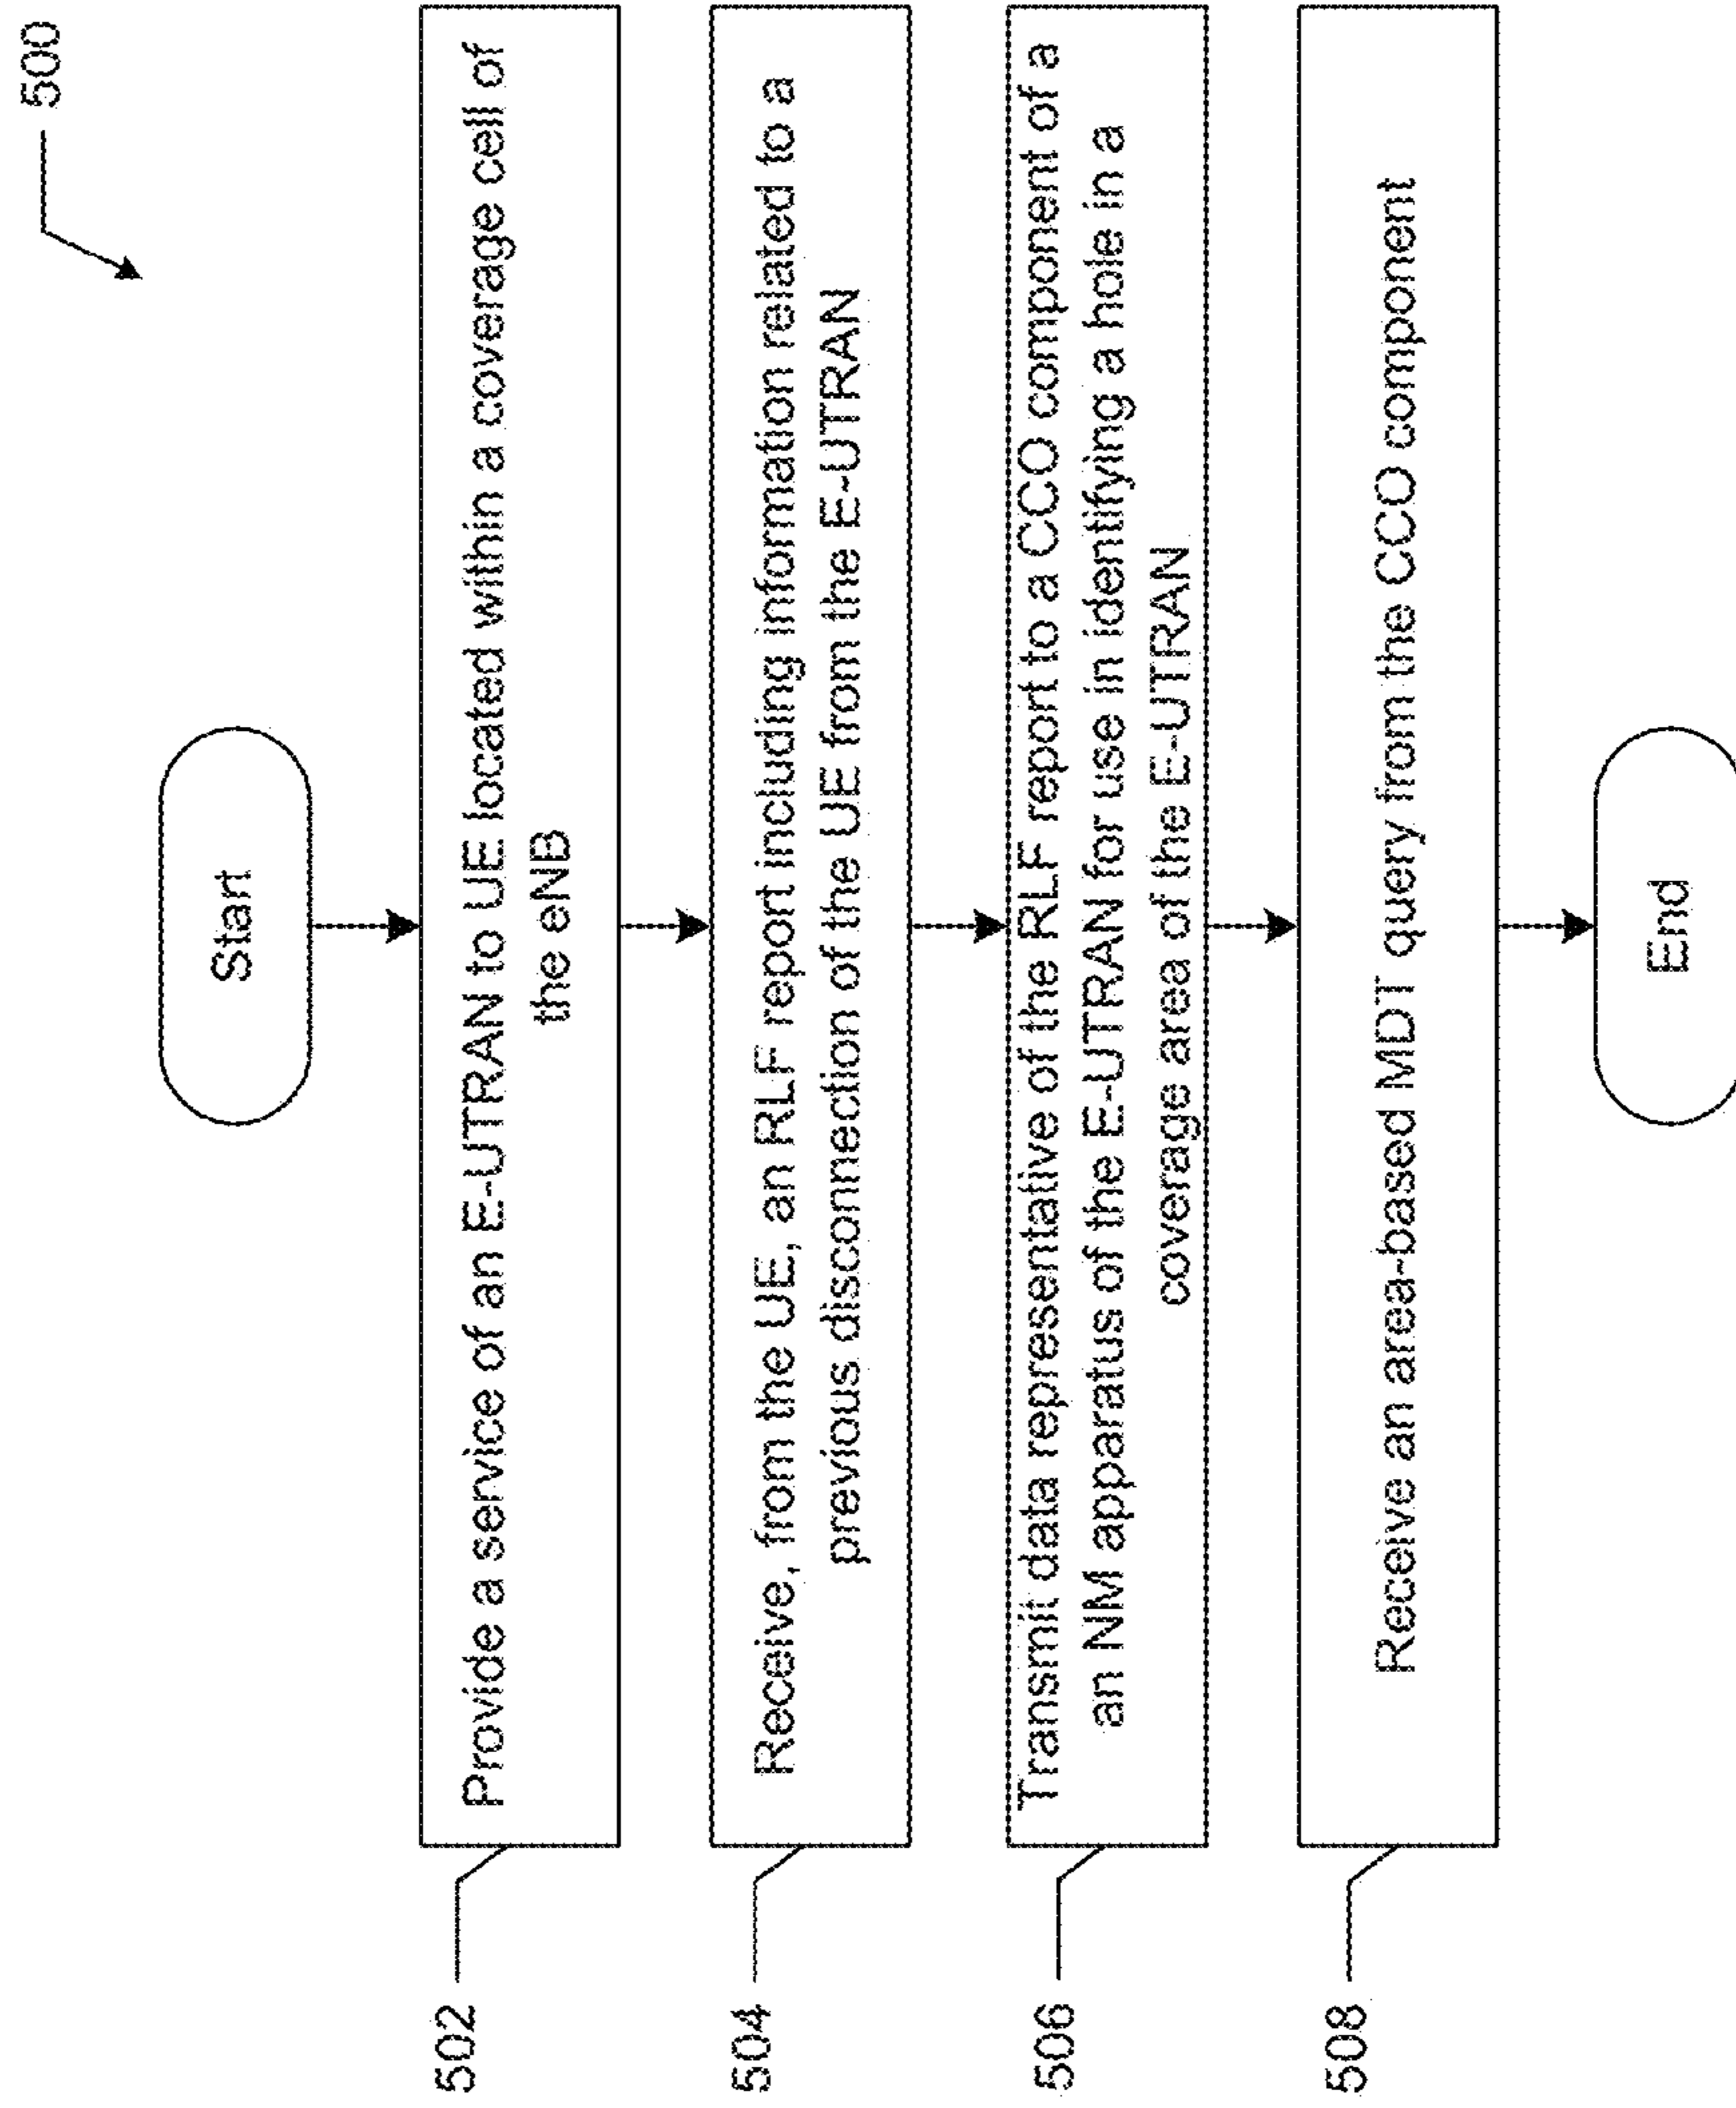 500
Start
502
Provide a service of an E-UTRAN to UE located within a coverage cell of
the eNB
504
Receive, from the UE, an RLF report including information related to a
previous disconnection of the UE from the E-UTRAN
506
Transmit data representative of the RLF report to a CCO component of a
an NM apparatus of the E-UTRAN for use in identifying a hole in a
coverage area of the E-UTRAN
508
Receive an area-based MDT query from the CCO component
End